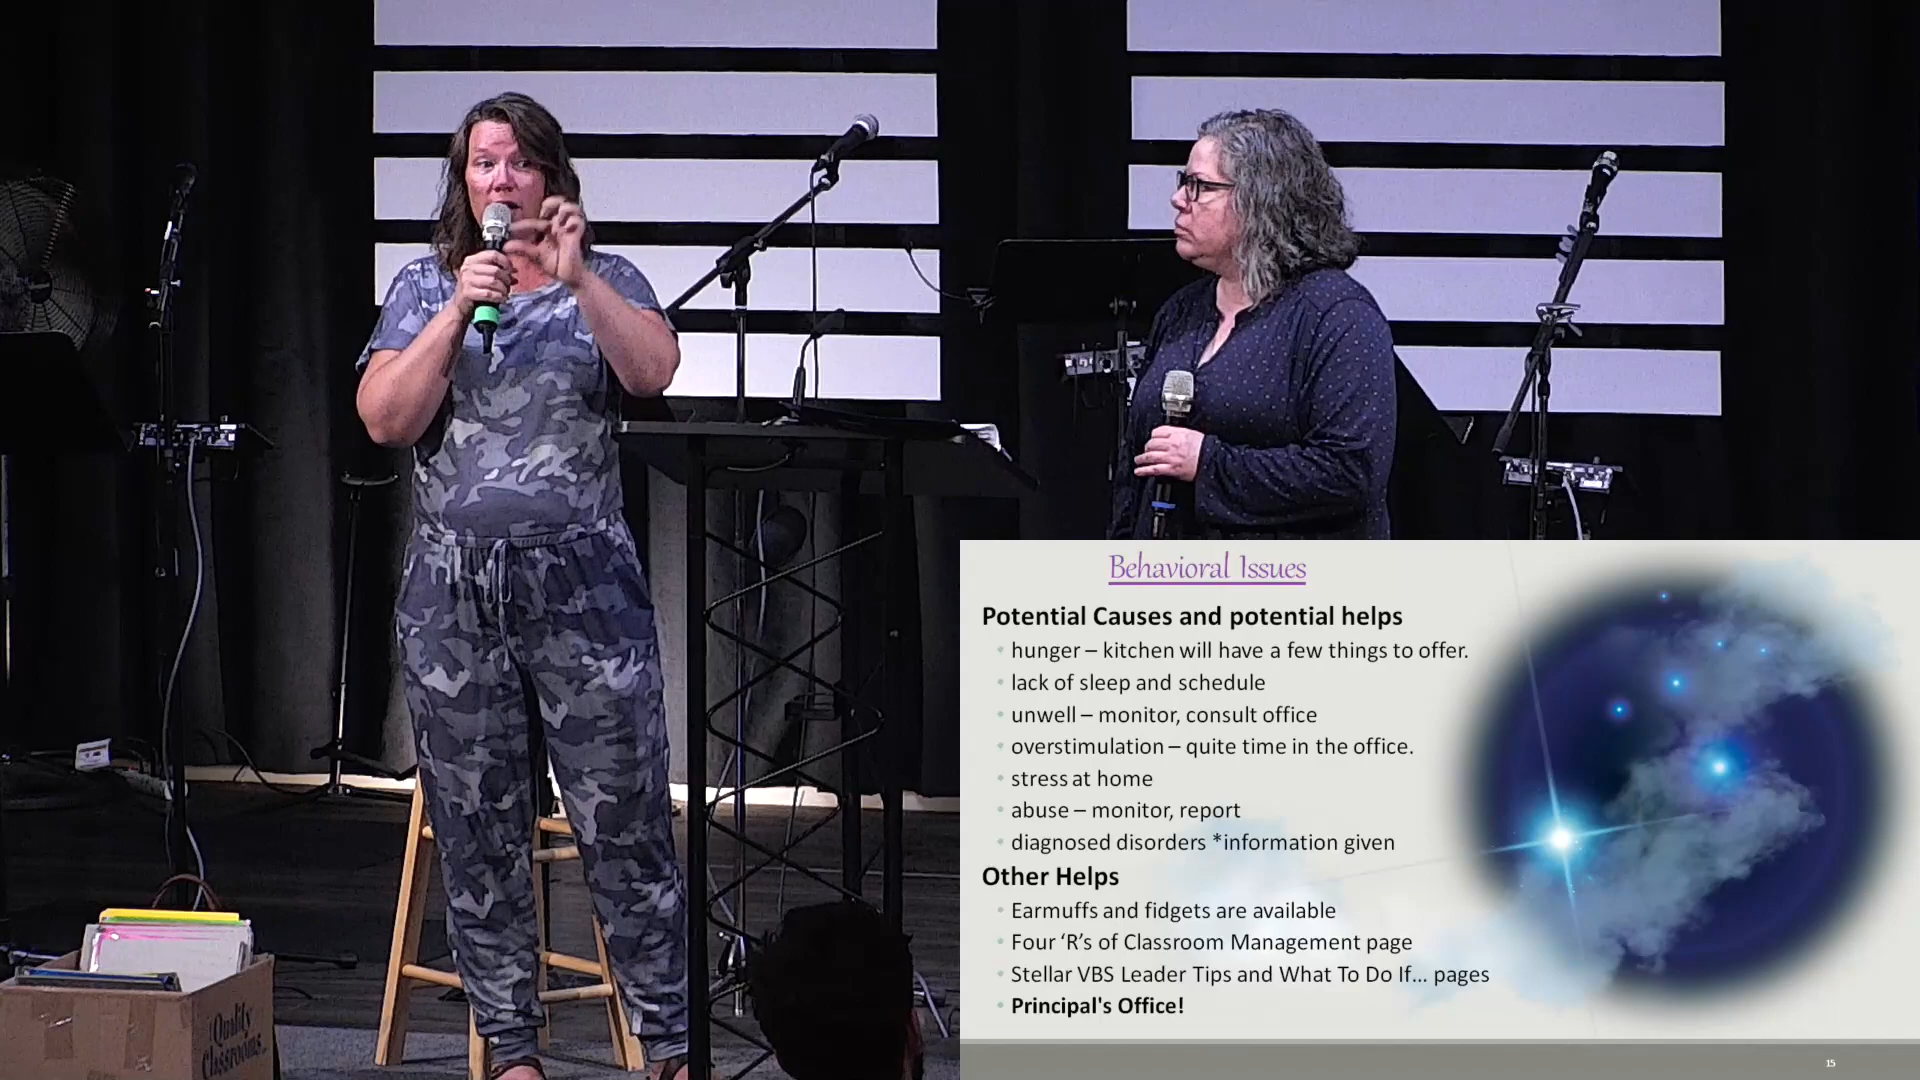 Behavioral Issues
Potential Causes and potential helps
hunger – kitchen will have a few things to offer.
lack of sleep and schedule
unwell – monitor, consult office
overstimulation – quite time in the office.
stress at home
abuse – monitor, report
diagnosed disorders *information given
Other Helps
Earmuffs and fidgets are available
Four ‘R’s of Classroom Management page
Stellar VBS Leader Tips and What To Do If... pages
Principal's Office!
15
Quality
Classrooms